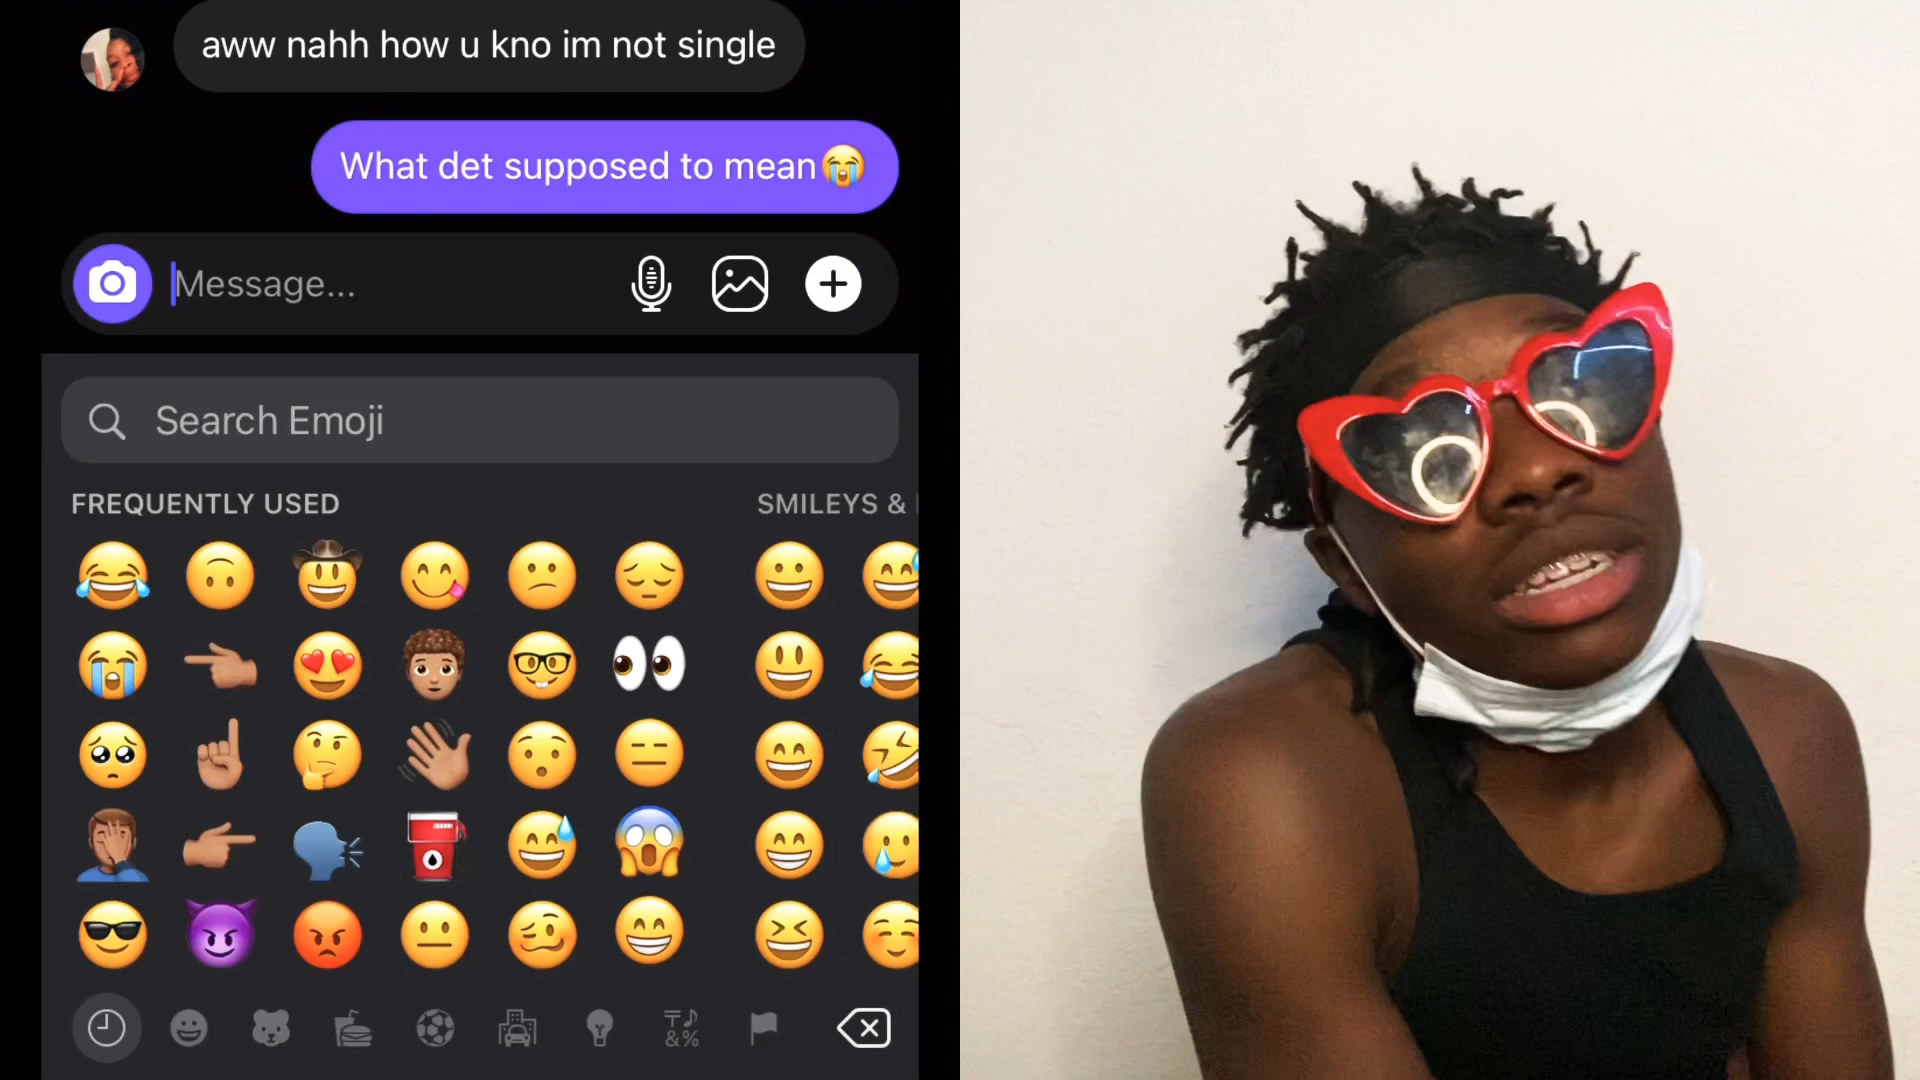 aww nahh how u kno im not single
What det supposed to mean😭
Message...
Search Emoji
FREQUENTLY USED
SMILEYS &